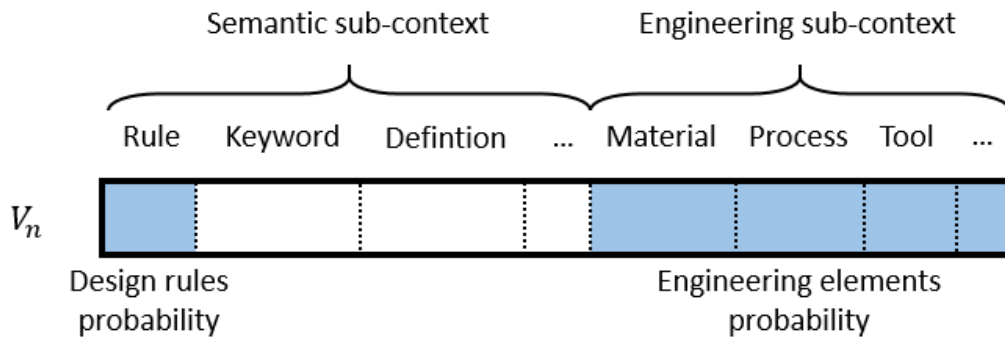 Semantic sub-context Engineering sub-context
Rule Keyword Defintion ... Material Process Tool ...
V_n
Design rules Engineering elements
probability probability